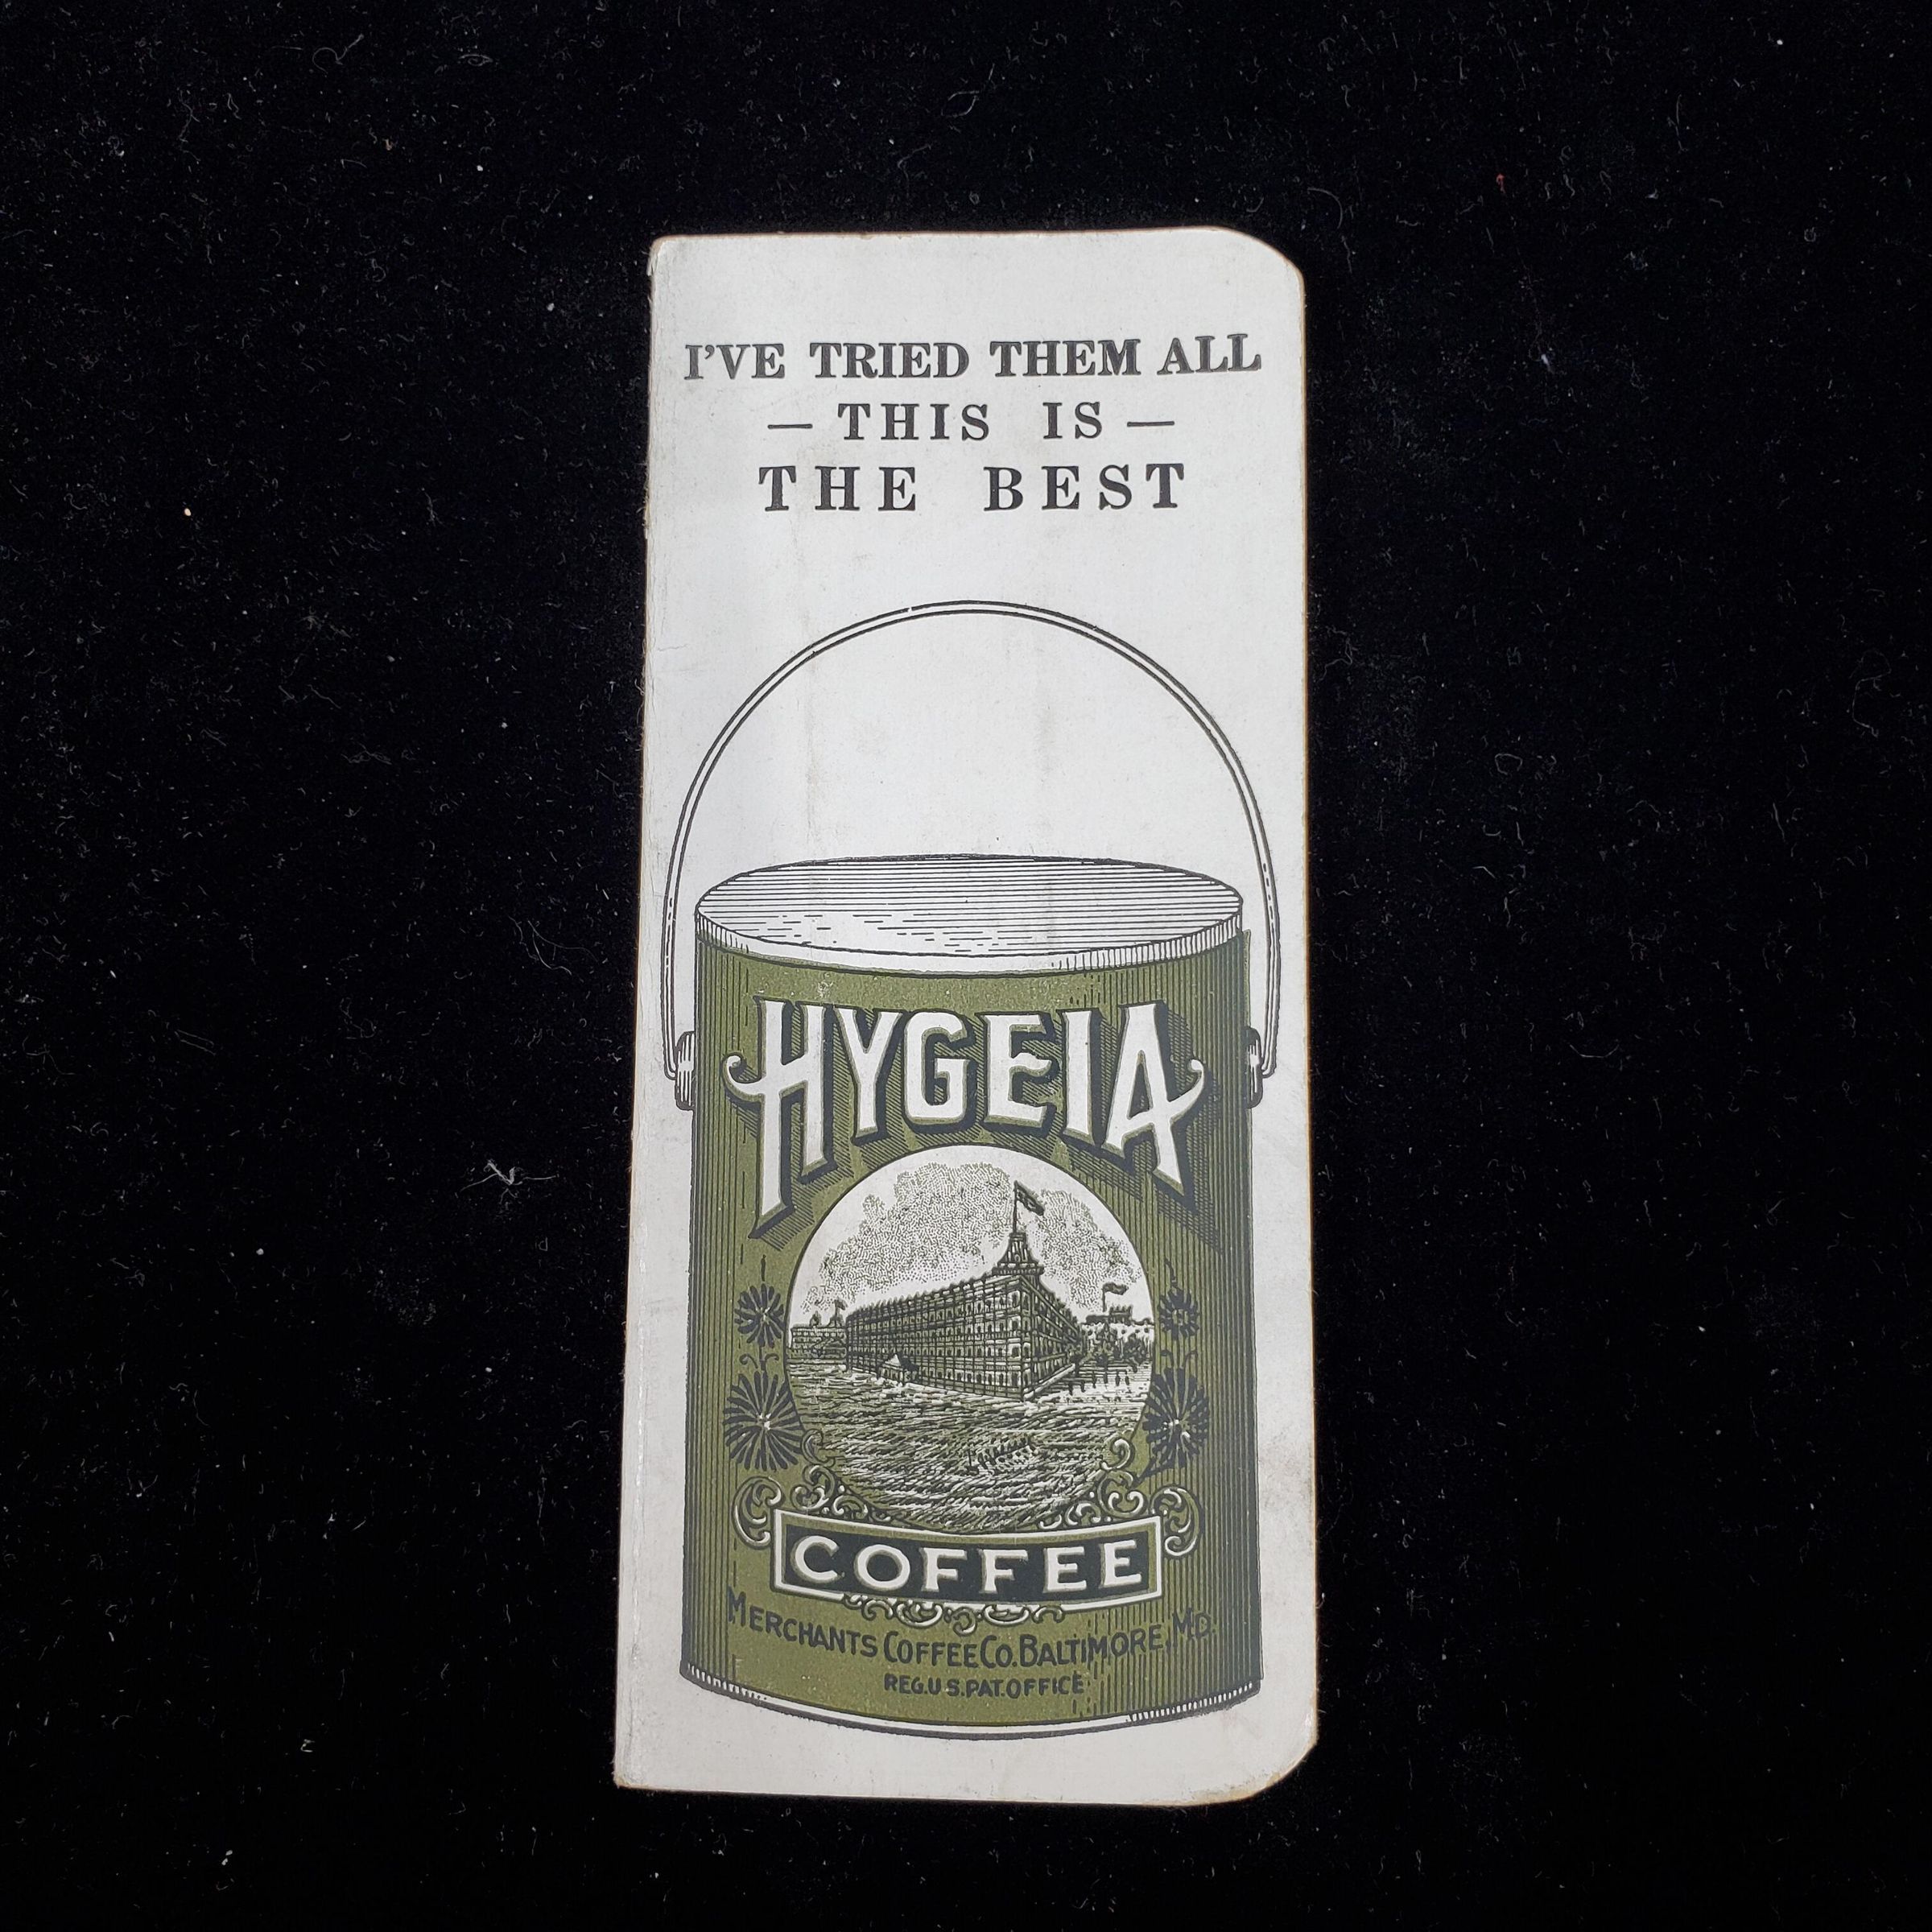 I'VE TRIED THEM ALL
— THIS IS —
THE BEST
HYGEIA
COFFEE
MERCHANTS COFFEE CO. BALTIMORE, MD.
REG. U S. PAT. OFFICE